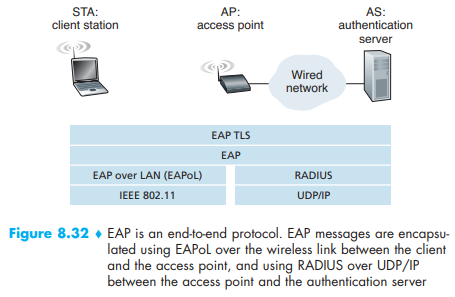 STA:
client station
AP:
access point
AS:
authentication
server
Wired
network
EAP TLS
EAP
EAP over LAN (EAPoL)
RADIUS
IEEE 802.11
UDP/IP
Figure 8.32 ♦ EAP is an end-to-end protocol. EAP messages are encapsu-
lated using EAPoL over the wireless link between the client
and the access point, and using RADIUS over UDP/IP
between the access point and the authentication server